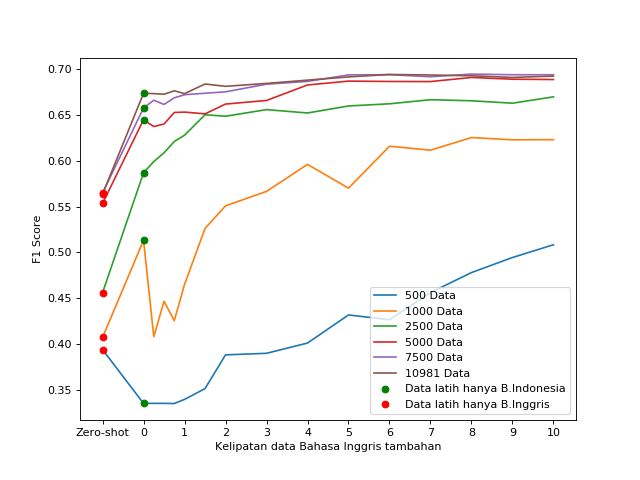 0.70
0.65
0.60
0.55
0.50
0.45
0.40
0.35
F1 Score
500 Data
1000 Data
2500 Data
5000 Data
7500 Data
10981 Data
Data latih hanya B.Indonesia
Data latih hanya B.Inggris
Zero-shot 0 1 2 3 4 5 6 7 8 9 10
Kelipatan data Bahasa Inggris tambahan